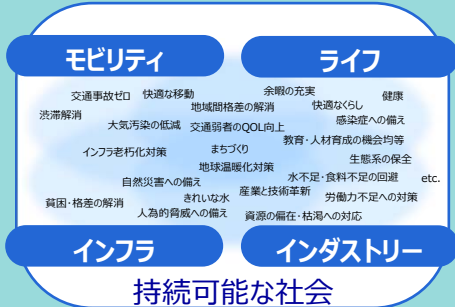 モビリティ
ライフ
交通事故ゼロ
快適な移動
余暇の充実
健康
渋滞解消
地域間格差の解消
快適なくらし
大気汚染の低減
交通弱者のQOL向上
感染症への備え
教育・人材育成の機会均等
インフラ老朽化対策
まちづくり
生態系の保全
地球温暖化対策
水不足・食料不足の回避
etc.
自然災害への備え
産業と技術革新
労働力不足への対策
貧困・格差の解消
きれいな水
人為的脅威への備え
資源の偏在・枯渇への対応
インフラ
インダストリー
持続可能な社会